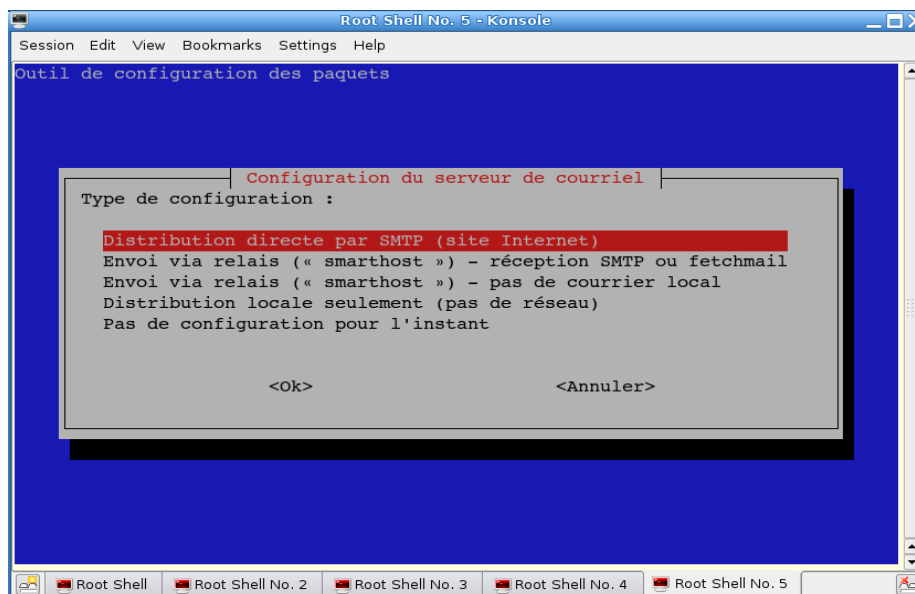 Root Shell No. 5 - Konsole
Session Edit View Bookmarks Settings Help
Outil de configuration des paquets
Configuration du serveur de courriel
Type de configuration :
Distribution directe par SMTP (site Internet)
Envoi via relais (« smarthost ») - réception SMTP ou fetchmail
Envoi via relais (« smarthost ») - pas de courrier local
Distribution locale seulement (pas de réseau)
Pas de configuration pour l'instant
<Ok> <Annuler>
Root Shell Root Shell No. 2 Root Shell No. 3 Root Shell No. 4 Root Shell No. 5